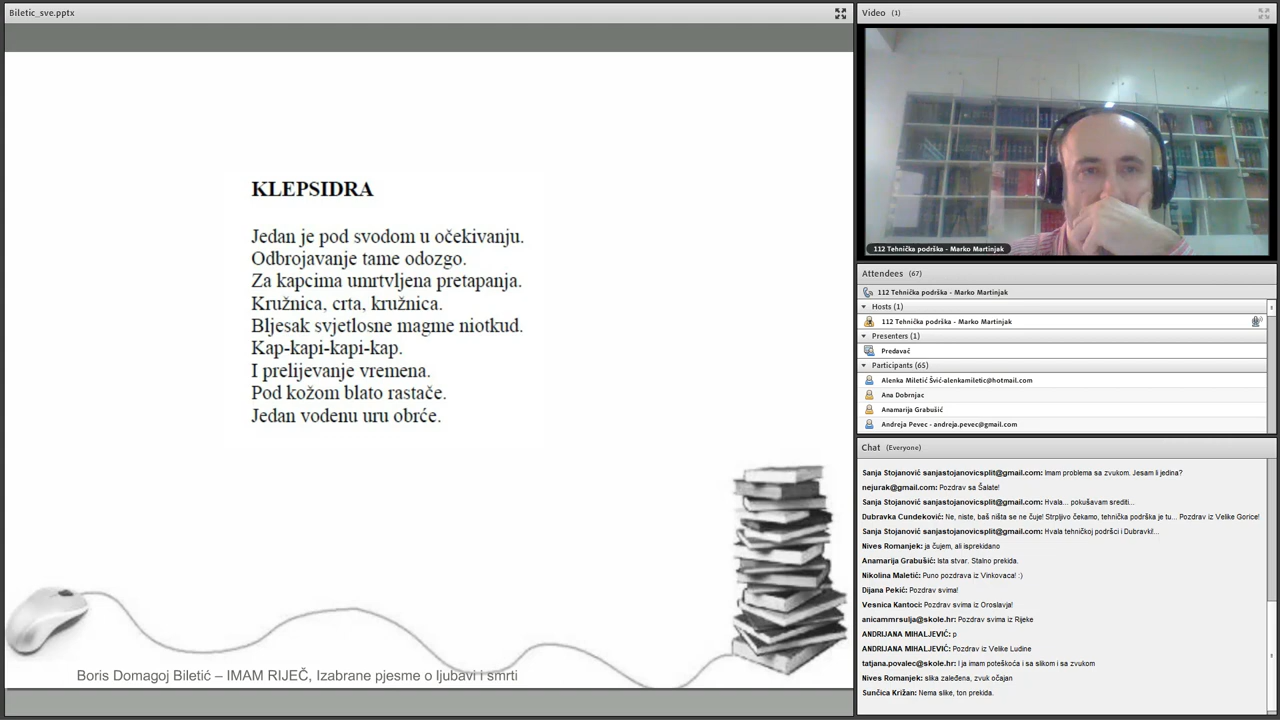 Biletic_sve.pptx
KLEPSIDRA
Jedan je pod svodom u očekivanju.
Odbrojavanje tame odozgo.
Za kapcima umrtvljena pretapanja.
Kružnica, crta, kružnica.
Bljesak svjetlosne magme niotkud.
Kap-kapi-kapi-kap.
I prelijevanje vremena.
Pod kožom blato rastače.
Jedan vodenu uru obrće.
Boris Domagoj Biletić – IMAM RIJEČ, Izabrane pjesme o ljubavi i smrti
Video (1)
112 Tehnička podrška - Marko Martinjak
Attendees (67)
112 Tehnička podrška - Marko Martinjak
Hosts (1)
112 Tehnička podrška - Marko Martinjak
Presenters (1)
Predavač
Participants (65)
Alenka Miletić Švić-alenkamiletic@hotmail.com
Ana Dobrnjac
Anamarija Grabušić
Andreja Pevec - andreja.pevec@gmail.com
Chat (Everyone)
Sanja Stojanović sanjastojanovicsplit@gmail.com: Imam problema sa zvukom. Jesam li jedina?
nejurak@gmail.com: Pozdrav sa Šalate!
Sanja Stojanović sanjastojanovicsplit@gmail.com: Hvala... pokušavam srediti...
Dubravka Cundeković: Ne, niste, baš ništa se ne čuje! Strpljivo čekamo, tehnička podrška je tu... Pozdrav iz Velike Gorice!
Sanja Stojanović sanjastojanovicsplit@gmail.com: Hvala tehničkoj podršci i Dubravki!...
Nives Romanjek: ja čujem, ali isprekidano
Anamarija Grabušić: Ista stvar. Stalno prekida.
Nikolina Maletić: Puno pozdrava iz Vinkovaca! :)
Dijana Pekić: Pozdrav svima!
Vesnica Kantoci: Pozdrav svima iz Oroslavja!
anicammrsulja@skole.hr: Pozdrav svima iz Rijeke
ANDRIJANA MIHALJEVIĆ: p
ANDRIJANA MIHALJEVIĆ: Pozdrav iz Velike Ludine
tatjana.povalec@skole.hr: I ja imam poteškoća i sa slikom i sa zvukom
Nives Romanjek: slika zaleđena, zvuk očajan
Sunčica Križan: Nema slike, ton prekida.